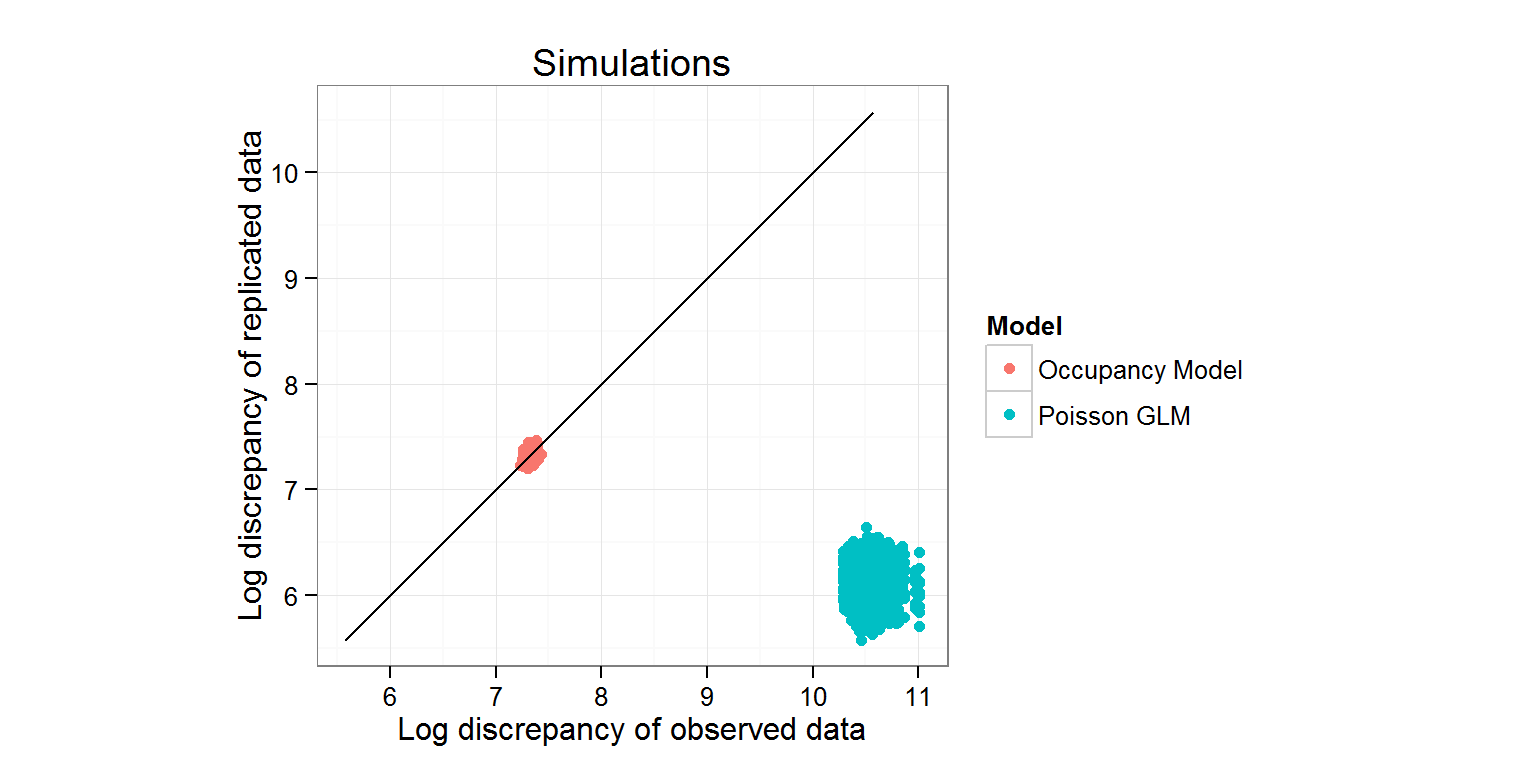 Simulations
Log discrepancy of replicated data
10
9
8
7
6
6 7 8 9 10 11
Log discrepancy of observed data
Model
Occupancy Model
Poisson GLM